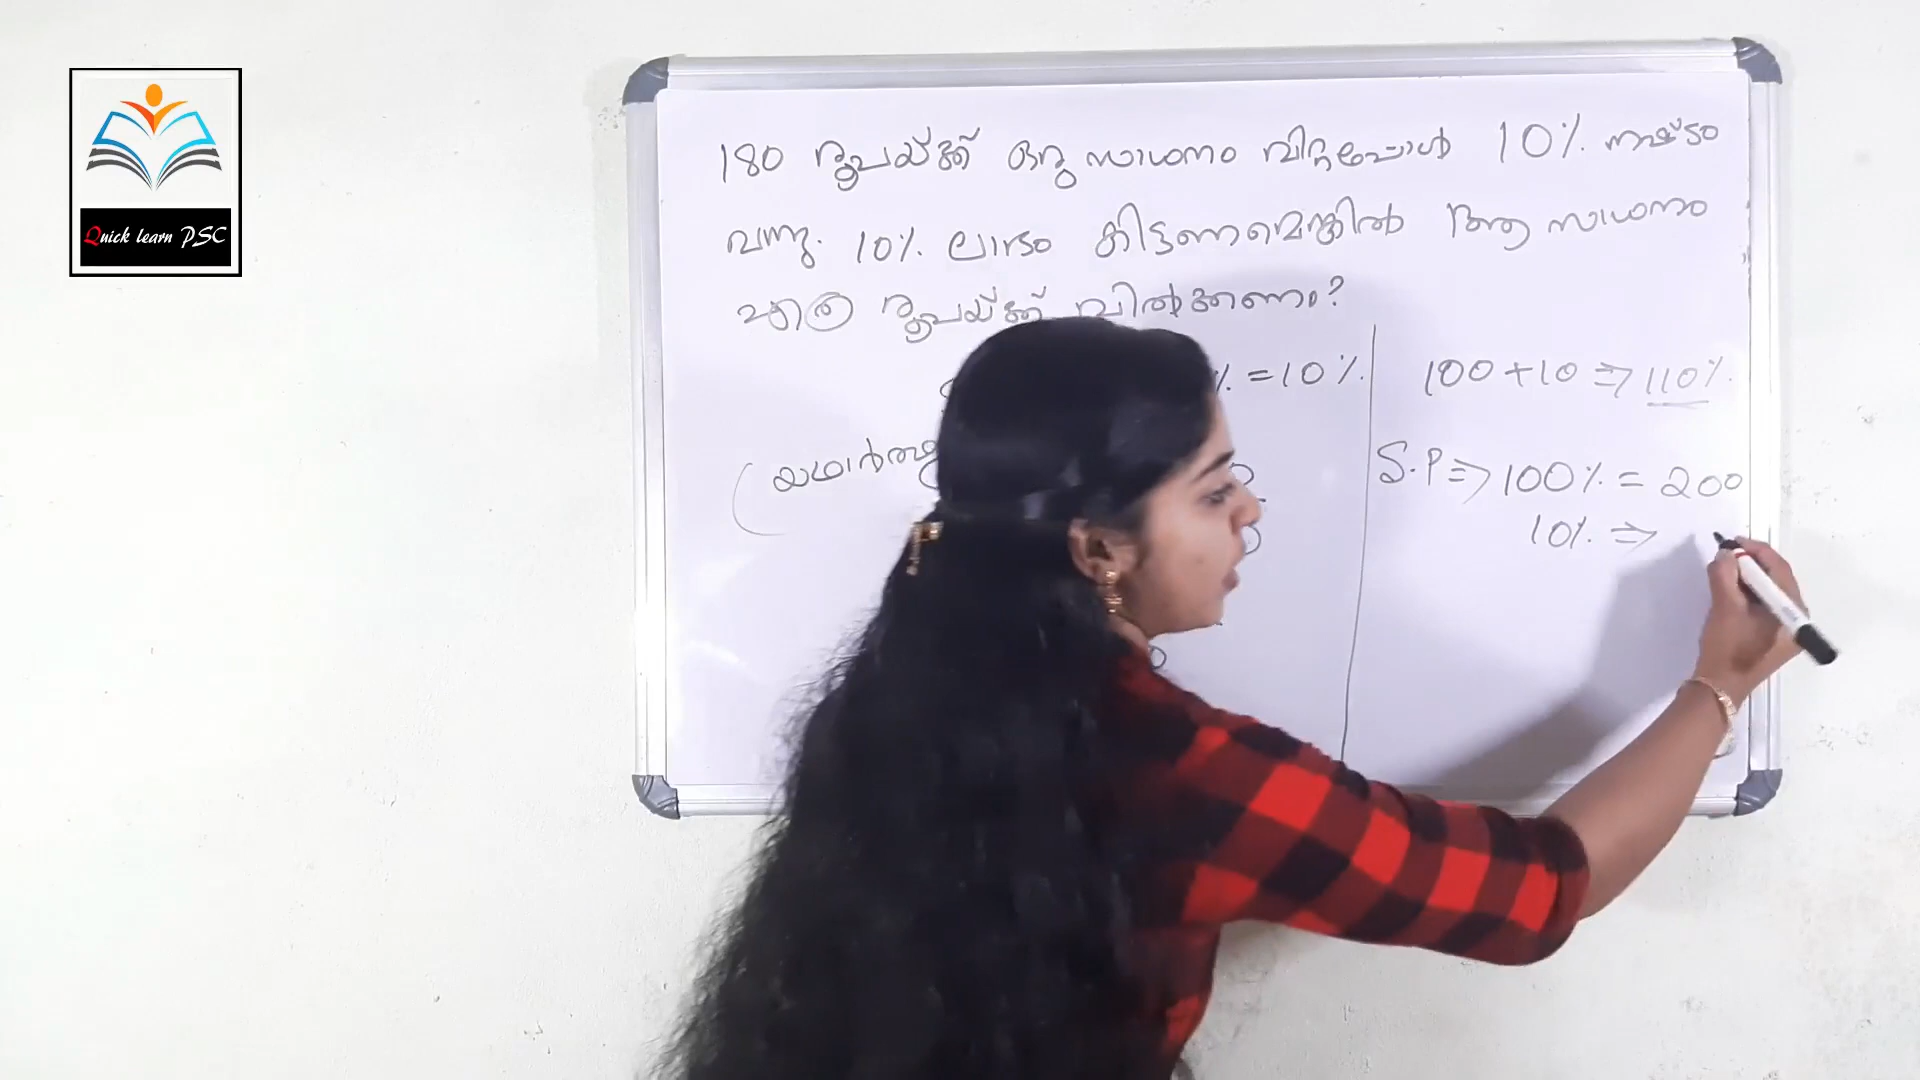 Quick learn PSC
180 രൂപയ്ക്ക് ഒരു സാധനം വിറ്റപ്പോൾ 10% നഷ്ടം
വന്നു. 10% ലാഭം കിട്ടണമെങ്കിൽ ആ സാധനം
എത്ര രൂപയ്ക്ക് വിൽക്കണം?
% = 10%.
100 + 10 ⇒ 110%.
S.P ⇒ 100% = 200
10% ⇒